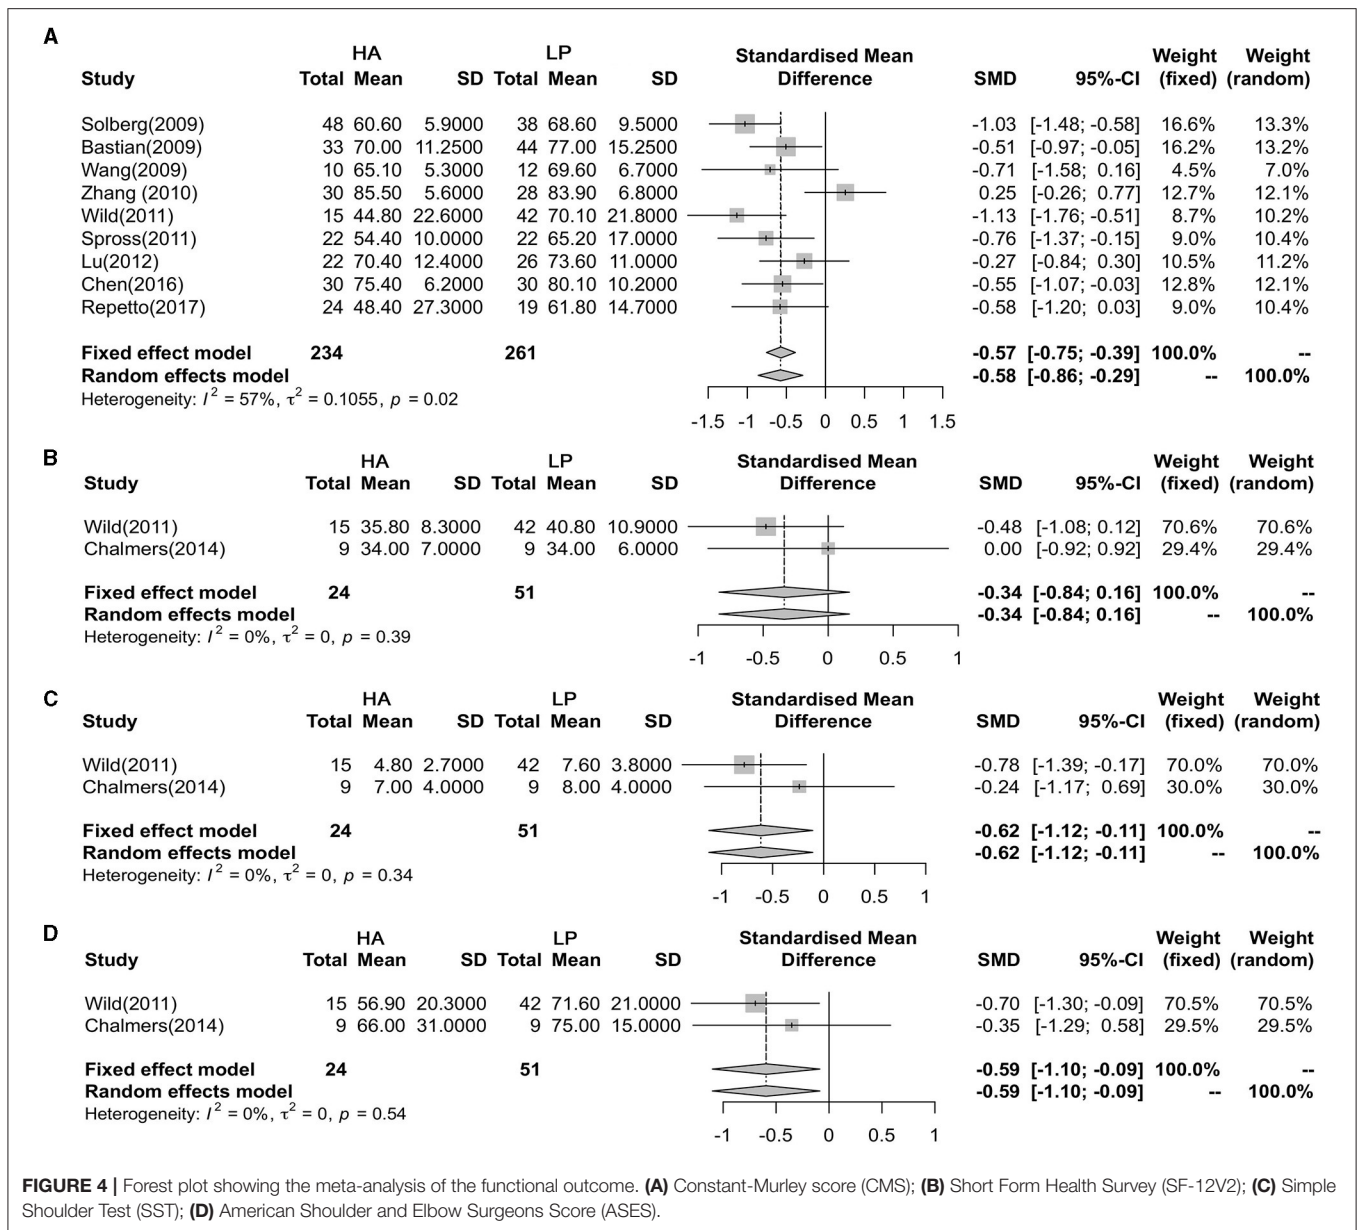 A
HA LP Standardised Mean Weight Weight
Study Total Mean SD Total Mean SD Difference SMD 95%-CI (fixed) (random)
Solberg(2009) 48 60.60 5.9000 38 68.60 9.5000 -1.03 [-1.48; -0.58] 16.6% 13.3%
Bastian(2009) 33 70.00 11.2500 44 77.00 15.2500 -0.51 [-0.97; -0.05] 16.2% 13.2%
Wang(2009) 10 65.10 5.3000 12 69.60 6.7000 -0.71 [-1.58; 0.16] 4.5% 7.0%
Zhang (2010) 30 85.50 5.6000 28 83.90 6.8000 0.25 [-0.26; 0.77] 12.7% 12.1%
Wild(2011) 15 44.80 22.6000 42 70.10 21.8000 -1.13 [-1.76; -0.51] 8.7% 10.2%
Spross(2011) 22 54.40 10.0000 22 65.20 17.0000 -0.76 [-1.37; -0.15] 9.0% 10.4%
Lu(2012) 22 70.40 12.4000 26 73.60 11.0000 -0.27 [-0.84; 0.30] 10.5% 11.2%
Chen(2016) 30 75.40 6.2000 30 80.10 10.2000 -0.55 [-1.07; -0.03] 12.8% 12.1%
Repetto(2017) 24 48.40 27.3000 19 61.80 14.7000 -0.58 [-1.20; 0.03] 9.0% 10.4%
Fixed effect model 234 261 -0.57 [-0.75; -0.39] 100.0% --
Random effects model -0.58 [-0.86; -0.29] -- 100.0%
Heterogeneity: I² = 57%, τ² = 0.1055, p = 0.02
-1.5 -1 -0.5 0 0.5 1 1.5
B
HA LP Standardised Mean Weight Weight
Study Total Mean SD Total Mean SD Difference SMD 95%-CI (fixed) (random)
Wild(2011) 15 35.80 8.3000 42 40.80 10.9000 -0.48 [-1.08; 0.12] 70.6% 70.6%
Chalmers(2014) 9 34.00 7.0000 9 34.00 6.0000 0.00 [-0.92; 0.92] 29.4% 29.4%
Fixed effect model 24 51 -0.34 [-0.84; 0.16] 100.0% --
Random effects model -0.34 [-0.84; 0.16] -- 100.0%
Heterogeneity: I² = 0%, τ² = 0, p = 0.39
-1 -0.5 0 0.5 1
C
HA LP Standardised Mean Weight Weight
Study Total Mean SD Total Mean SD Difference SMD 95%-CI (fixed) (random)
Wild(2011) 15 4.80 2.7000 42 7.60 3.8000 -0.78 [-1.39; -0.17] 70.0% 70.0%
Chalmers(2014) 9 7.00 4.0000 9 8.00 4.0000 -0.24 [-1.17; 0.69] 30.0% 30.0%
Fixed effect model 24 51 -0.62 [-1.12; -0.11] 100.0% --
Random effects model -0.62 [-1.12; -0.11] -- 100.0%
Heterogeneity: I² = 0%, τ² = 0, p = 0.34
-1 -0.5 0 0.5 1
D
HA LP Standardised Mean Weight Weight
Study Total Mean SD Total Mean SD Difference SMD 95%-CI (fixed) (random)
Wild(2011) 15 56.90 20.3000 42 71.60 21.0000 -0.70 [-1.30; -0.09] 70.5% 70.5%
Chalmers(2014) 9 66.00 31.0000 9 75.00 15.0000 -0.35 [-1.29; 0.58] 29.5% 29.5%
Fixed effect model 24 51 -0.59 [-1.10; -0.09] 100.0% --
Random effects model -0.59 [-1.10; -0.09] -- 100.0%
Heterogeneity: I² = 0%, τ² = 0, p = 0.54
-1 -0.5 0 0.5 1
FIGURE 4 | Forest plot showing the meta-analysis of the functional outcome. (A) Constant-Murley score (CMS); (B) Short Form Health Survey (SF-12V2); (C) Simple
Shoulder Test (SST); (D) American Shoulder and Elbow Surgeons Score (ASES).